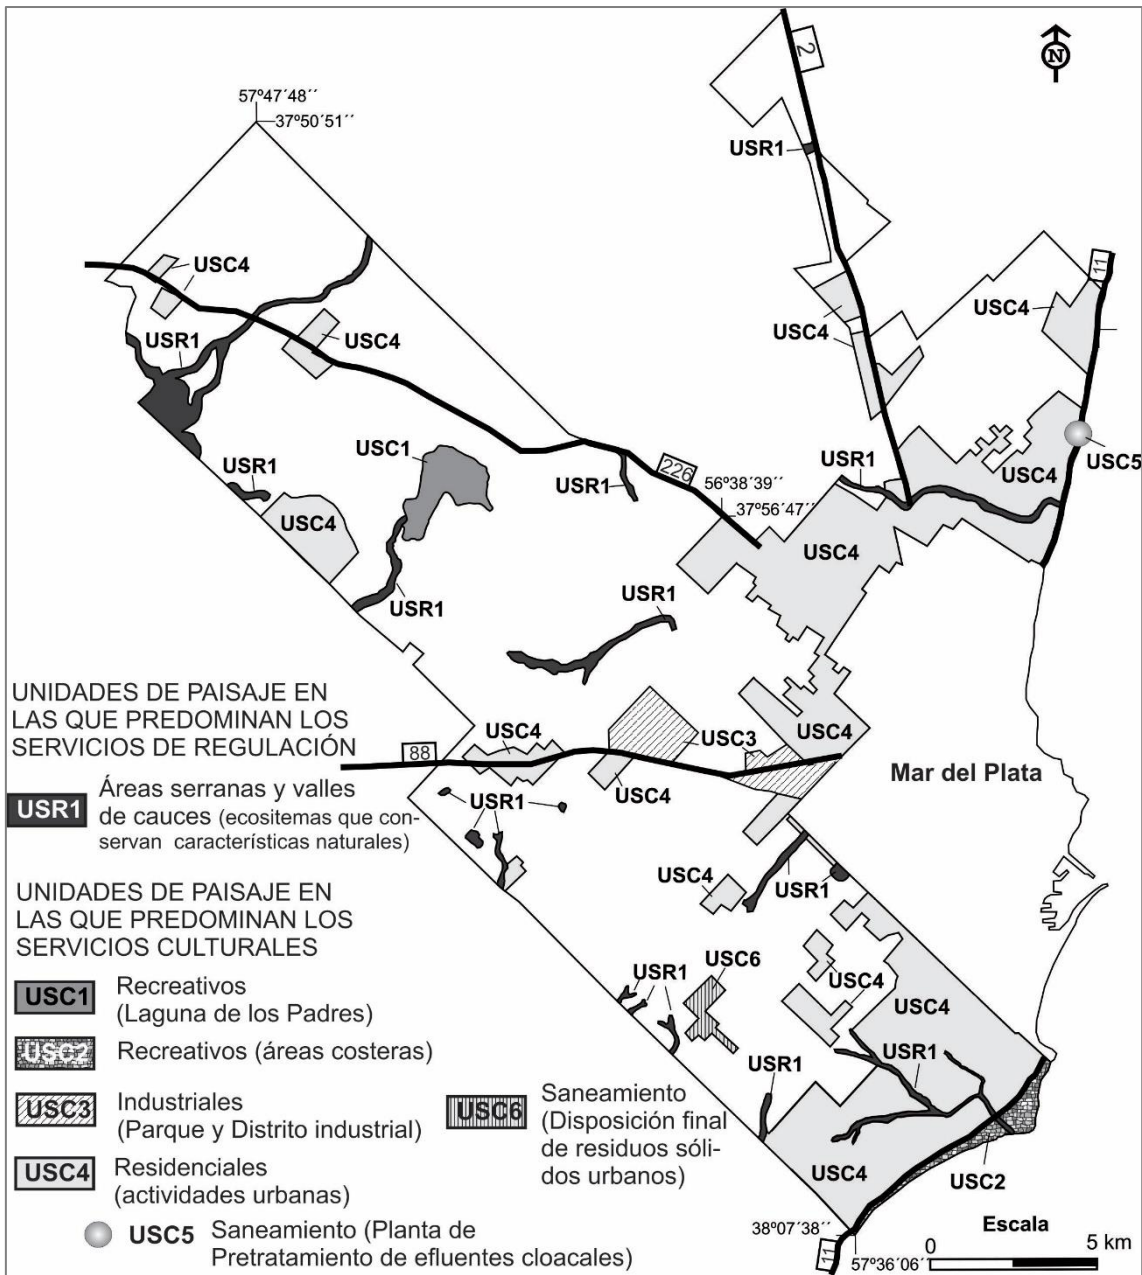 N
2
57º47´48´´
37º50´51´´
USR1
11
USC4
USC4
USC4
USR1
USC4
USC1
USR1
USC4
USC5
USR1
226
56º38´39´´
37º56´47´´
USR1
USC4
USC4
USR1
USR1
UNIDADES DE PAISAJE EN
LAS QUE PREDOMINAN LOS
SERVICIOS DE REGULACIÓN
USC4
USC3
USC4
88
USC4
Mar del Plata
USR1
Áreas serranas y valles
de cauces (ecositemas que con-
servan características naturales)
USR1
USC4
USR1
UNIDADES DE PAISAJE EN
LAS QUE PREDOMINAN LOS
SERVICIOS CULTURALES
USR1
USC6
USC4
USC4
USC1
Recreativos
(Laguna de los Padres)
USC2
Recreativos (áreas costeras)
USR1
USR1
USC3
Industriales
(Parque y Distrito industrial)
USC6
Saneamiento
(Disposición final
de residuos sóli-
dos urbanos)
USC4
Residenciales
(actividades urbanas)
USC4
USC2
USC5
Saneamiento (Planta de
Pretratamiento de efluentes cloacales)
38º07´38´´
11
57º36´06´´
Escala
0
5 km